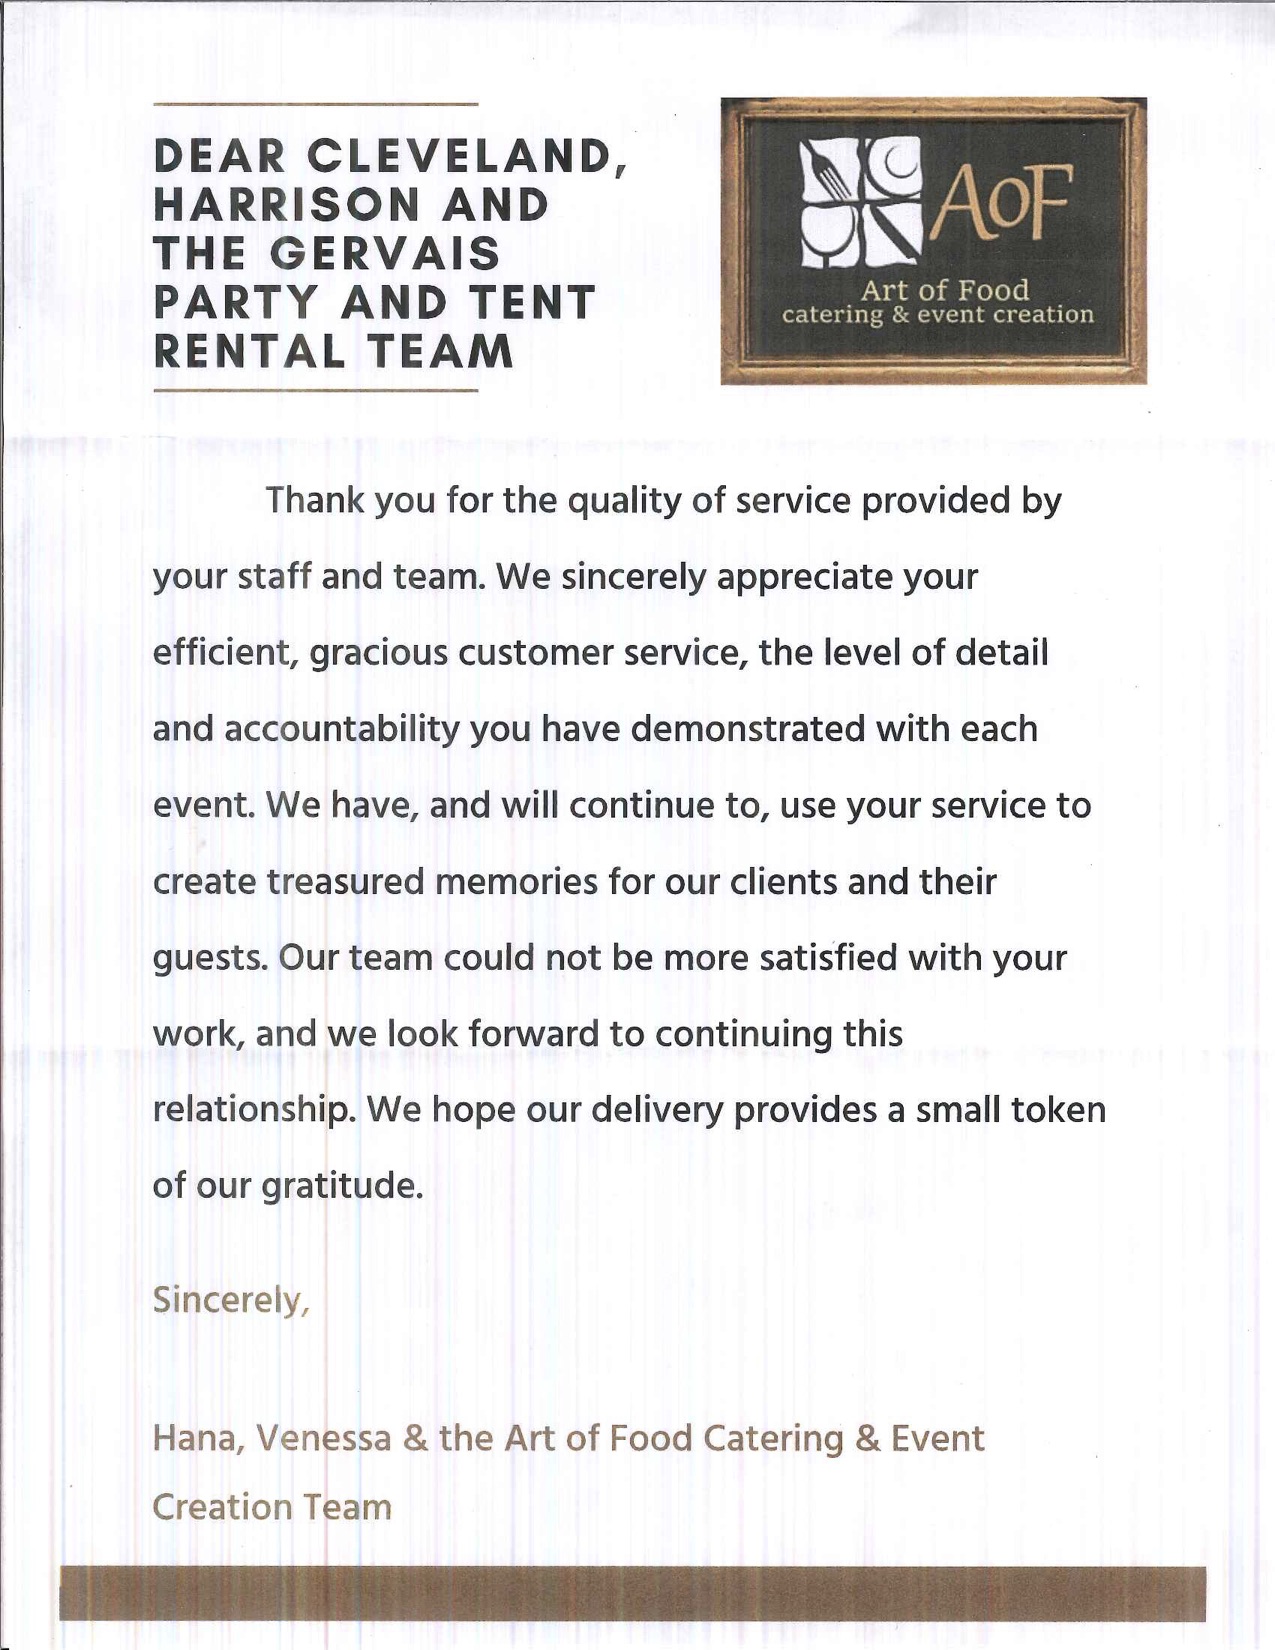 DEAR CLEVELAND,
HARRISON AND
THE GERVAIS
PARTY AND TENT
RENTAL TEAM
AoF
Art of Food
catering & event creation
Thank you for the quality of service provided by
your staff and team. We sincerely appreciate your
efficient, gracious customer service, the level of detail
and accountability you have demonstrated with each
event. We have, and will continue to, use your service to
create treasured memories for our clients and their
guests. Our team could not be more satisfied with your
work, and we look forward to continuing this
relationship. We hope our delivery provides a small token
of our gratitude.
Sincerely,
Hana, Venessa & the Art of Food Catering & Event
Creation Team